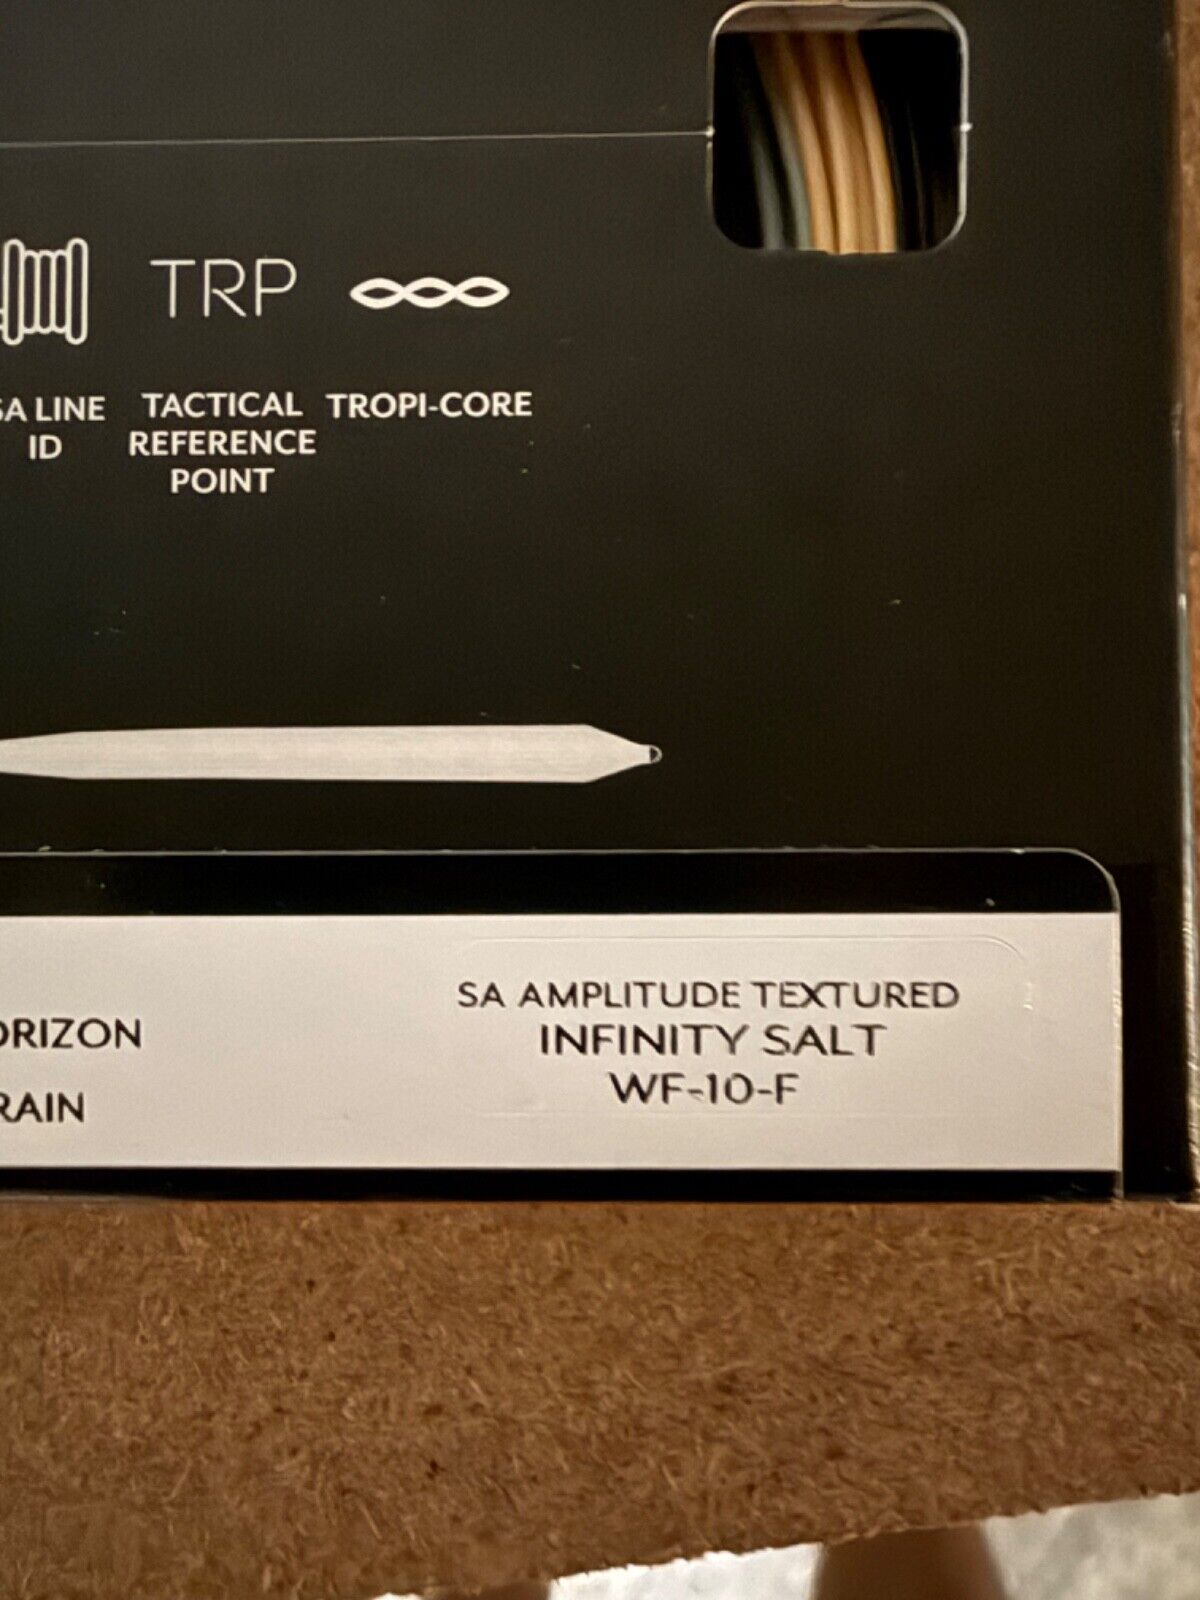 TRP
SA LINE
ID
TACTICAL
REFERENCE
POINT
TROPI-CORE
ORIZON
RAIN
SA AMPLITUDE TEXTURED
INFINITY SALT
WF-10-F